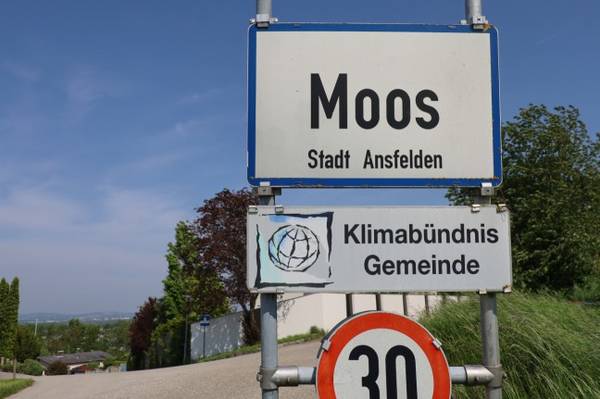 Moos
Stadt Ansfelden
Klimabündnis
Gemeinde
30